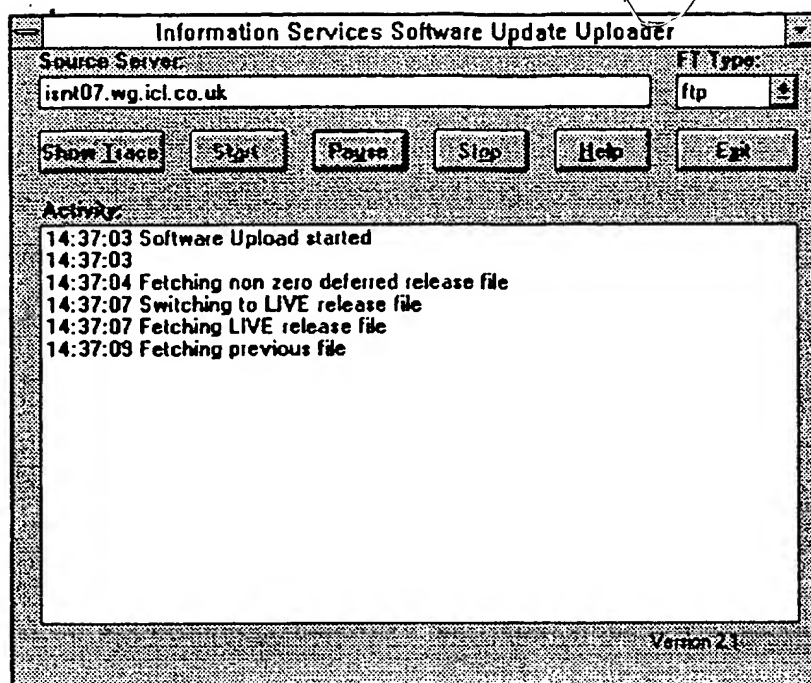 Information Services Software Update Uploader
Source Server: FT Type:
isnt07.wg.icl.co.uk ftp
Show Trace Start Pause Stop Help Exit
Activity:
14:37:03 Software Upload started
14:37:03
14:37:04 Fetching non zero deferred release file
14:37:07 Switching to LIVE release file
14:37:07 Fetching LIVE release file
14:37:09 Fetching previous file
Version 2.1